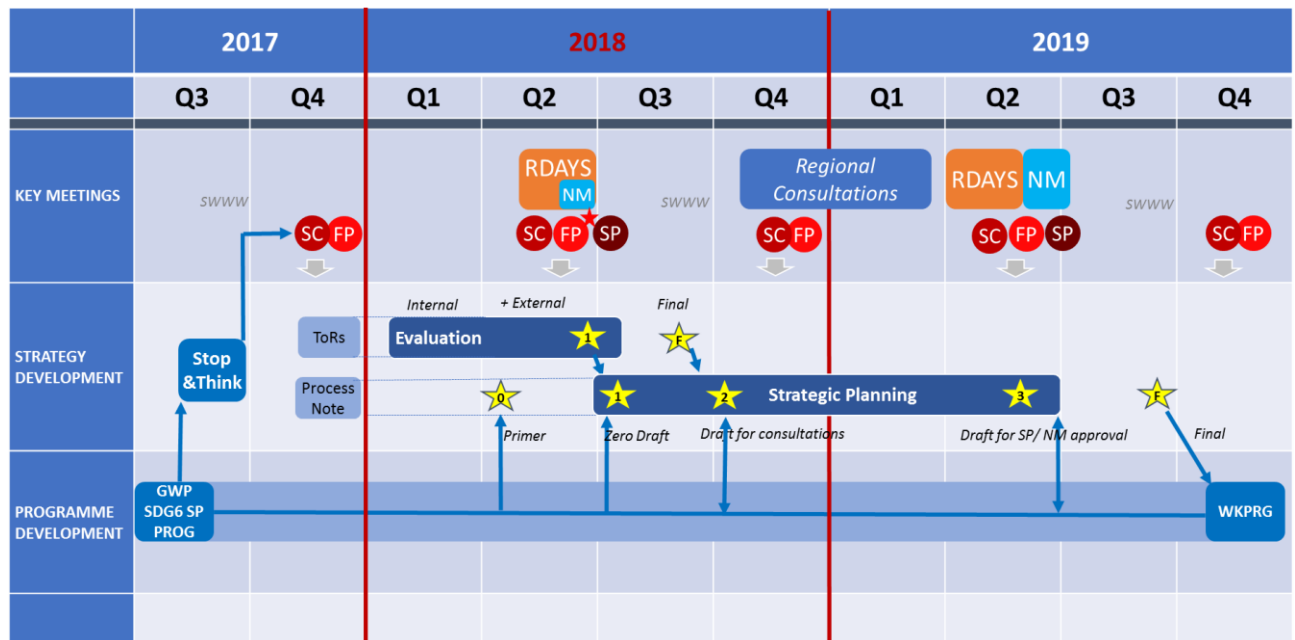 2017
2018
2019
Q3
Q4
Q1
Q2
Q3
Q4
Q1
Q2
Q3
Q4
KEY MEETINGS
SWWW
SC
FP
RDAYS
NM
SC
FP
SP
SWWW
Regional
Consultations
SC
FP
RDAYS
NM
SC
FP
SP
SWWW
SC
FP
STRATEGY
DEVELOPMENT
Stop
&Think
ToRs
Internal
+ External
Evaluation
1
Final
F
Process
Note
0
Primer
1
Zero Draft
2
Draft for consultations
Strategic Planning
3
Draft for SP/ NM approval
F
Final
PROGRAMME
DEVELOPMENT
GWP
SDG6 SP
PROG
WKPRG